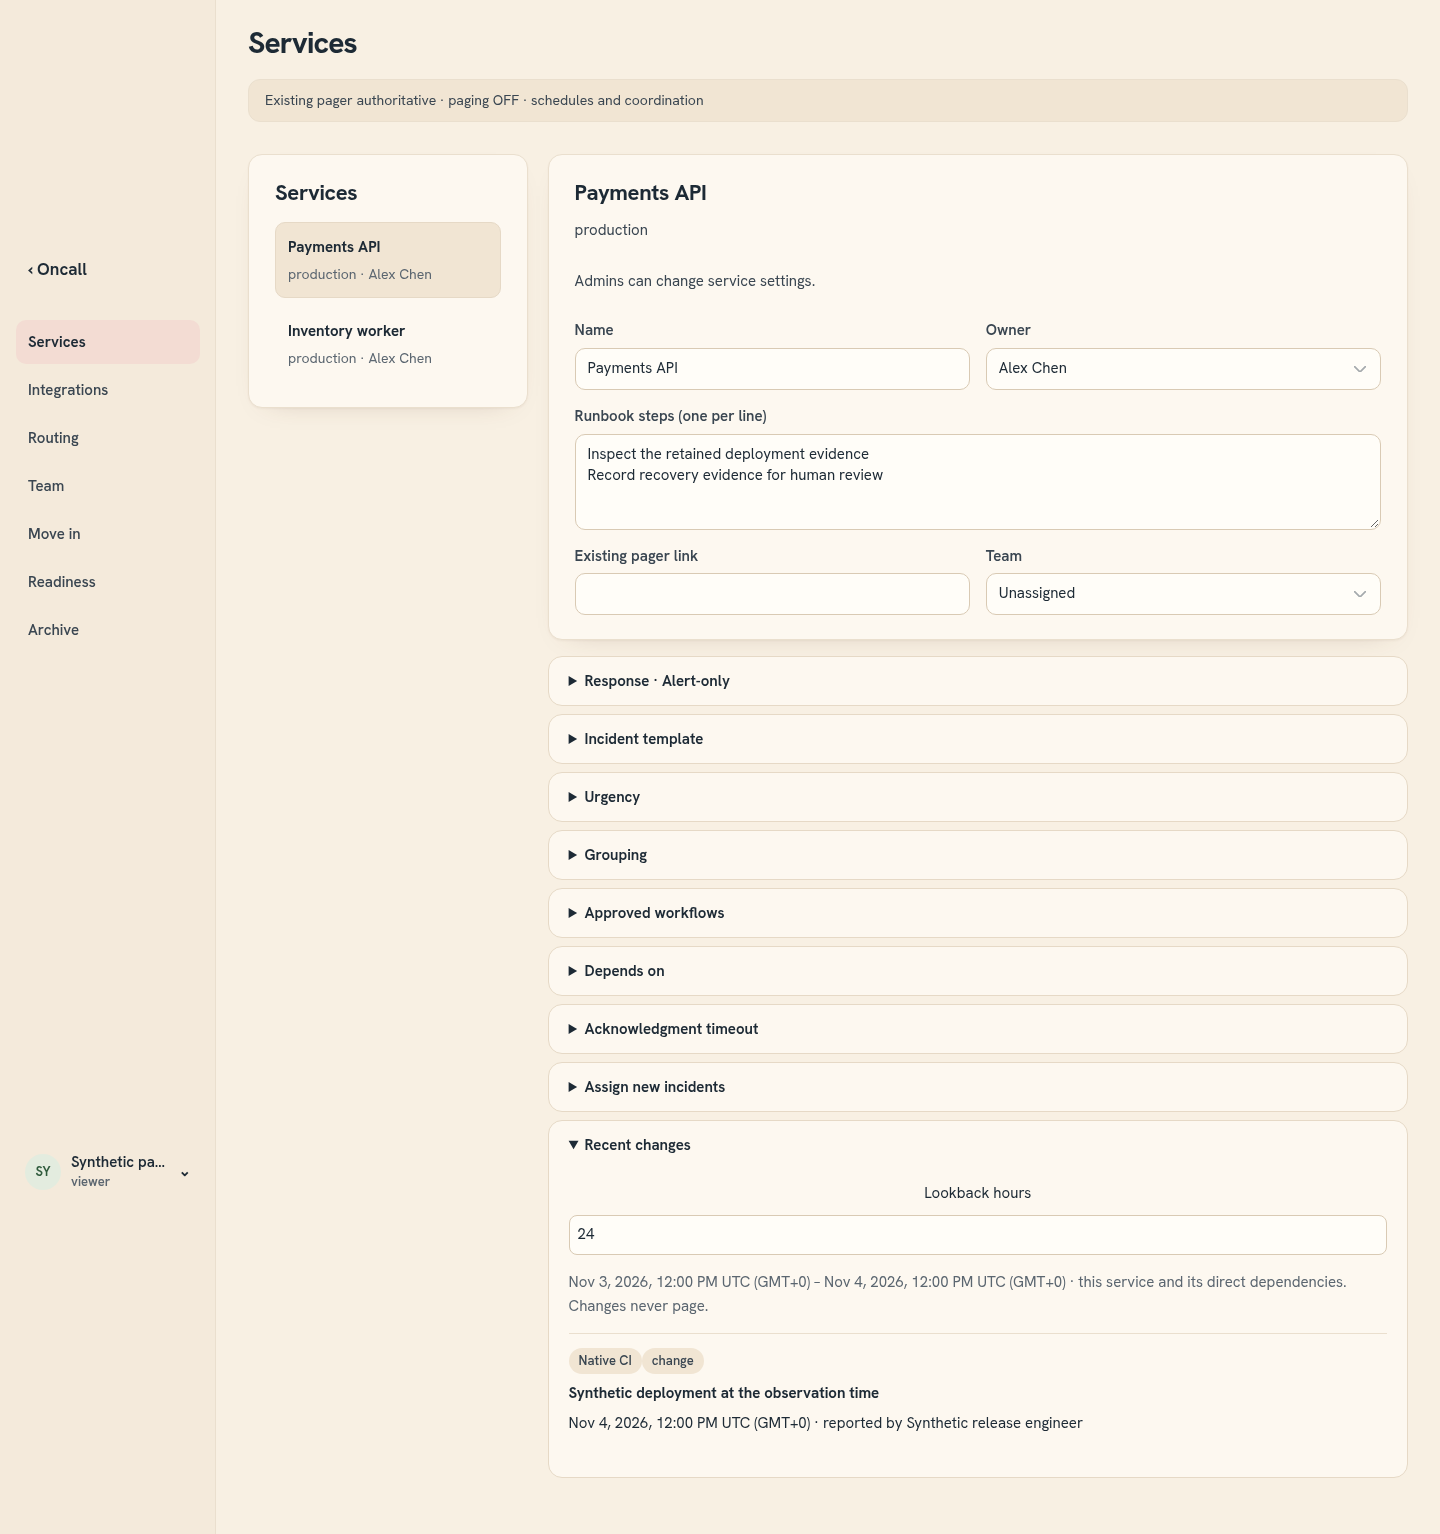 ‹ Oncall
Services
Integrations
Routing
Team
Move in
Readiness
Archive
SY
Synthetic pa...
viewer
Services
Existing pager authoritative · paging OFF · schedules and coordination
Services
Payments API
production · Alex Chen
Inventory worker
production · Alex Chen
Payments API
production
Admins can change service settings.
Name
Owner
Payments API
Alex Chen
Runbook steps (one per line)
Inspect the retained deployment evidence
Record recovery evidence for human review
Existing pager link
Team
Unassigned
Response · Alert-only
Incident template
Urgency
Grouping
Approved workflows
Depends on
Acknowledgment timeout
Assign new incidents
Recent changes
Lookback hours
24
Nov 3, 2026, 12:00 PM UTC (GMT+0) – Nov 4, 2026, 12:00 PM UTC (GMT+0) · this service and its direct dependencies.
Changes never page.
Native CI change
Synthetic deployment at the observation time
Nov 4, 2026, 12:00 PM UTC (GMT+0) · reported by Synthetic release engineer